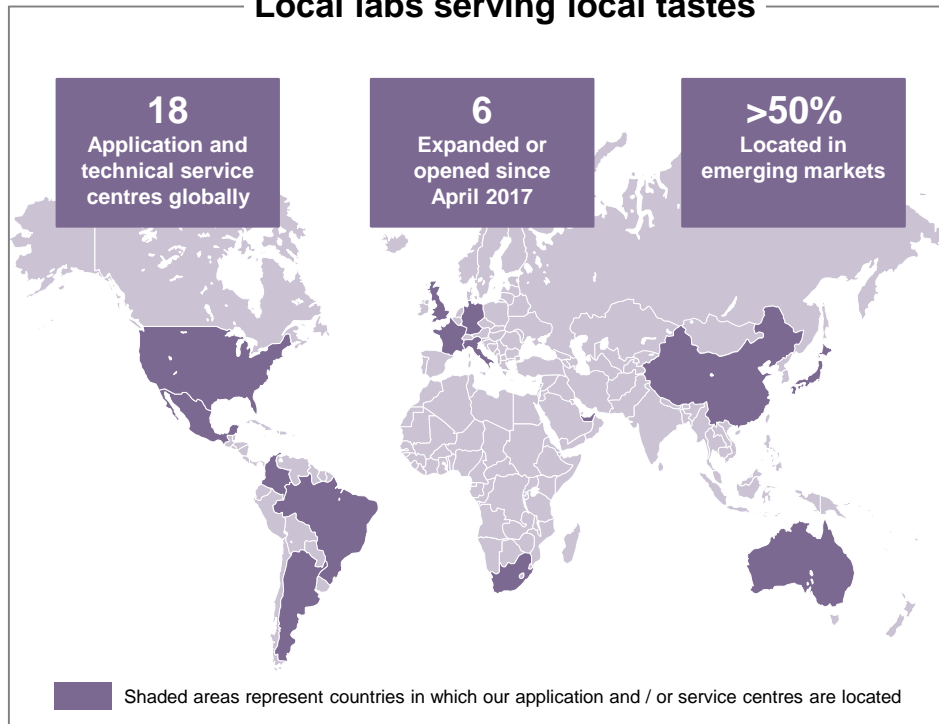 Local labs serving local tastes
18
Application and
technical service
centres globally
6
Expanded or
opened since
April 2017
>50%
Located in
emerging markets
Shaded areas represent countries in which our application and / or service centres are located